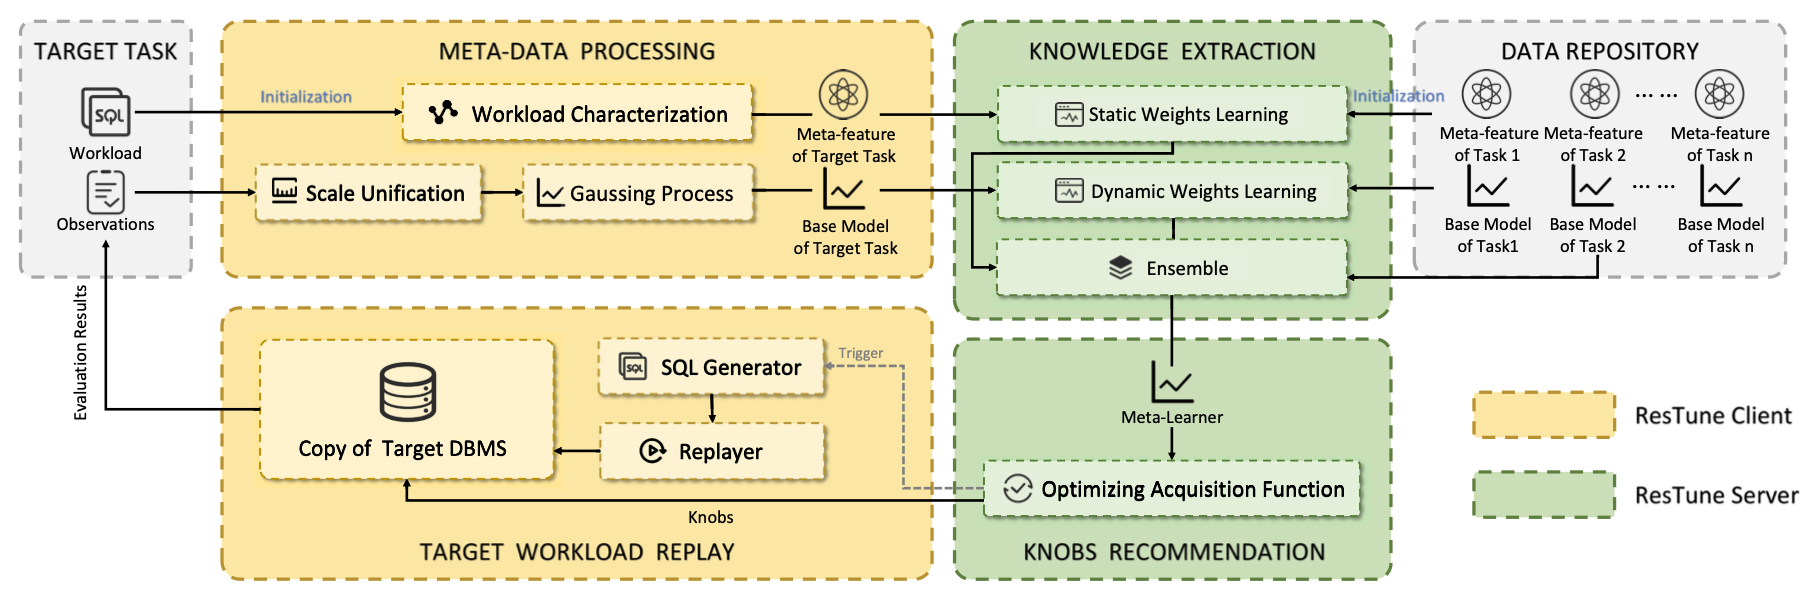 TARGET TASK
SQL
Workload
Observations
META-DATA PROCESSING
Initialization
Workload Characterization
Meta-feature
of Target Task
Scale Unification
Gaussing Process
Base Model
of Target Task
KNOWLEDGE EXTRACTION
Static Weights Learning
Dynamic Weights Learning
Ensemble
DATA REPOSITORY
Initialization
... ...
Meta-feature
of Task 1
Meta-feature
of Task 2
Meta-feature
of Task n
... ...
Base Model
of Task1
Base Model
of Task 2
Base Model
of Task n
Evaluation Results
Copy of Target DBMS
SQL
SQL Generator
Trigger
Replayer
Knobs
TARGET WORKLOAD REPLAY
Meta-Learner
Optimizing Acquisition Function
KNOBS RECOMMENDATION
ResTune Client
ResTune Server